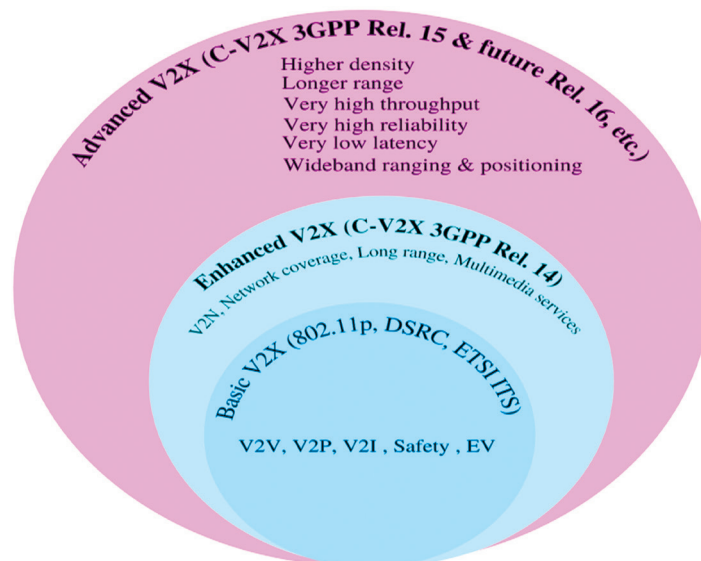 Advanced V2X (C-V2X 3GPP Rel. 15 & future Rel. 16, etc.)
Higher density
Longer range
Very high throughput
Very high reliability
Very low latency
Wideband ranging & positioning
Enhanced V2X (C-V2X 3GPP Rel. 14)
V2N, Network coverage, Long range, Multimedia services
Basic V2X (802.11p, DSRC, ETSI ITS)
V2V, V2P, V2I , Safety , EV